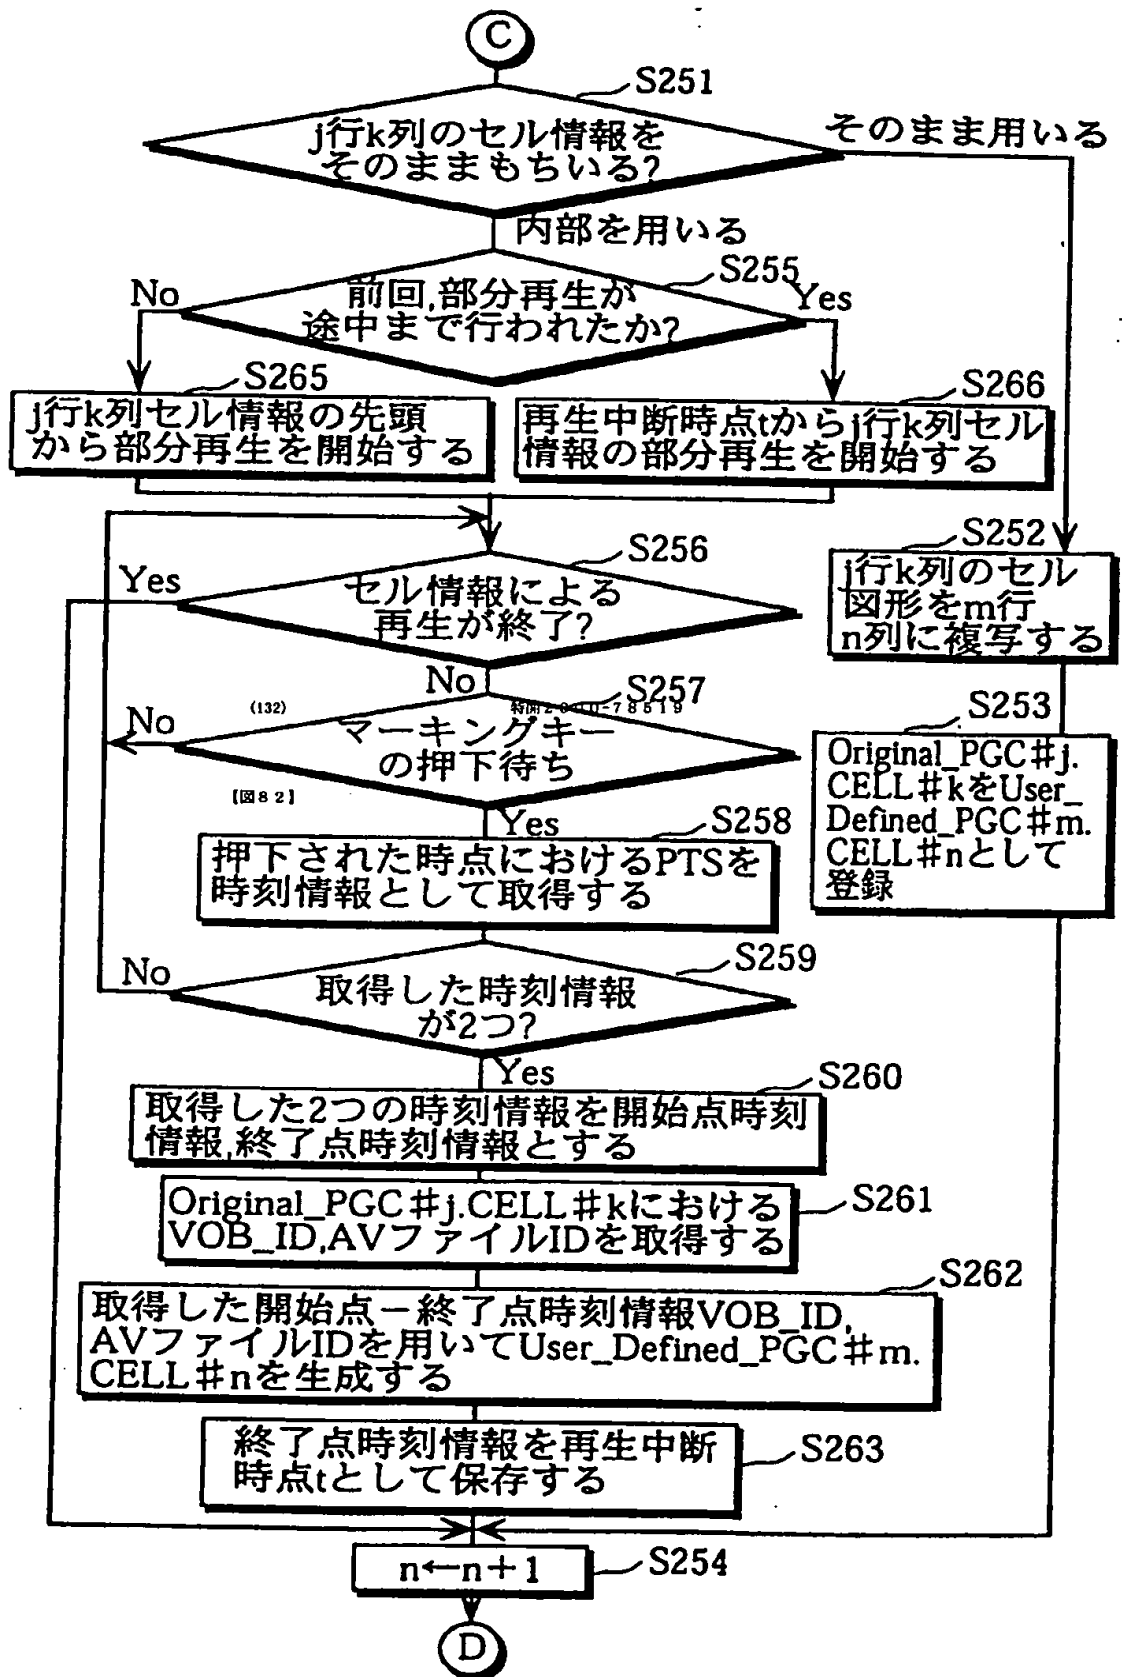 C
S251
j行k列のセル情報を
そのままもちいる?
そのまま用いる
内部を用いる
S255
No
前回,部分再生が
途中まで行われたか?
Yes
S265
j行k列セル情報の先頭
から部分再生を開始する
S266
再生中断時点tからj行k列セル
情報の部分再生を開始する
S256
Yes
セル情報による
再生が終了?
No
S252
j行k列のセル
図形をm行
n列に複写する
S257
(132)
特開2000-78519
No
マーキングキー
の押下待ち
【図82】
Yes
S253
Original_PGC#j.
CELL#kをUser_
Defined_PGC#m.
CELL#nとして
登録
S258
押下された時点におけるPTSを
時刻情報として取得する
S259
No
取得した時刻情報
が2つ?
Yes
S260
取得した2つの時刻情報を開始点時刻
情報,終了点時刻情報とする
S261
Original_PGC#j.CELL#kにおける
VOB_ID,AVファイルIDを取得する
S262
取得した開始点－終了点時刻情報VOB_ID,
AVファイルIDを用いてUser_Defined_PGC#m.
CELL#nを生成する
S263
終了点時刻情報を再生中断
時点tとして保存する
n←n+1
S254
D